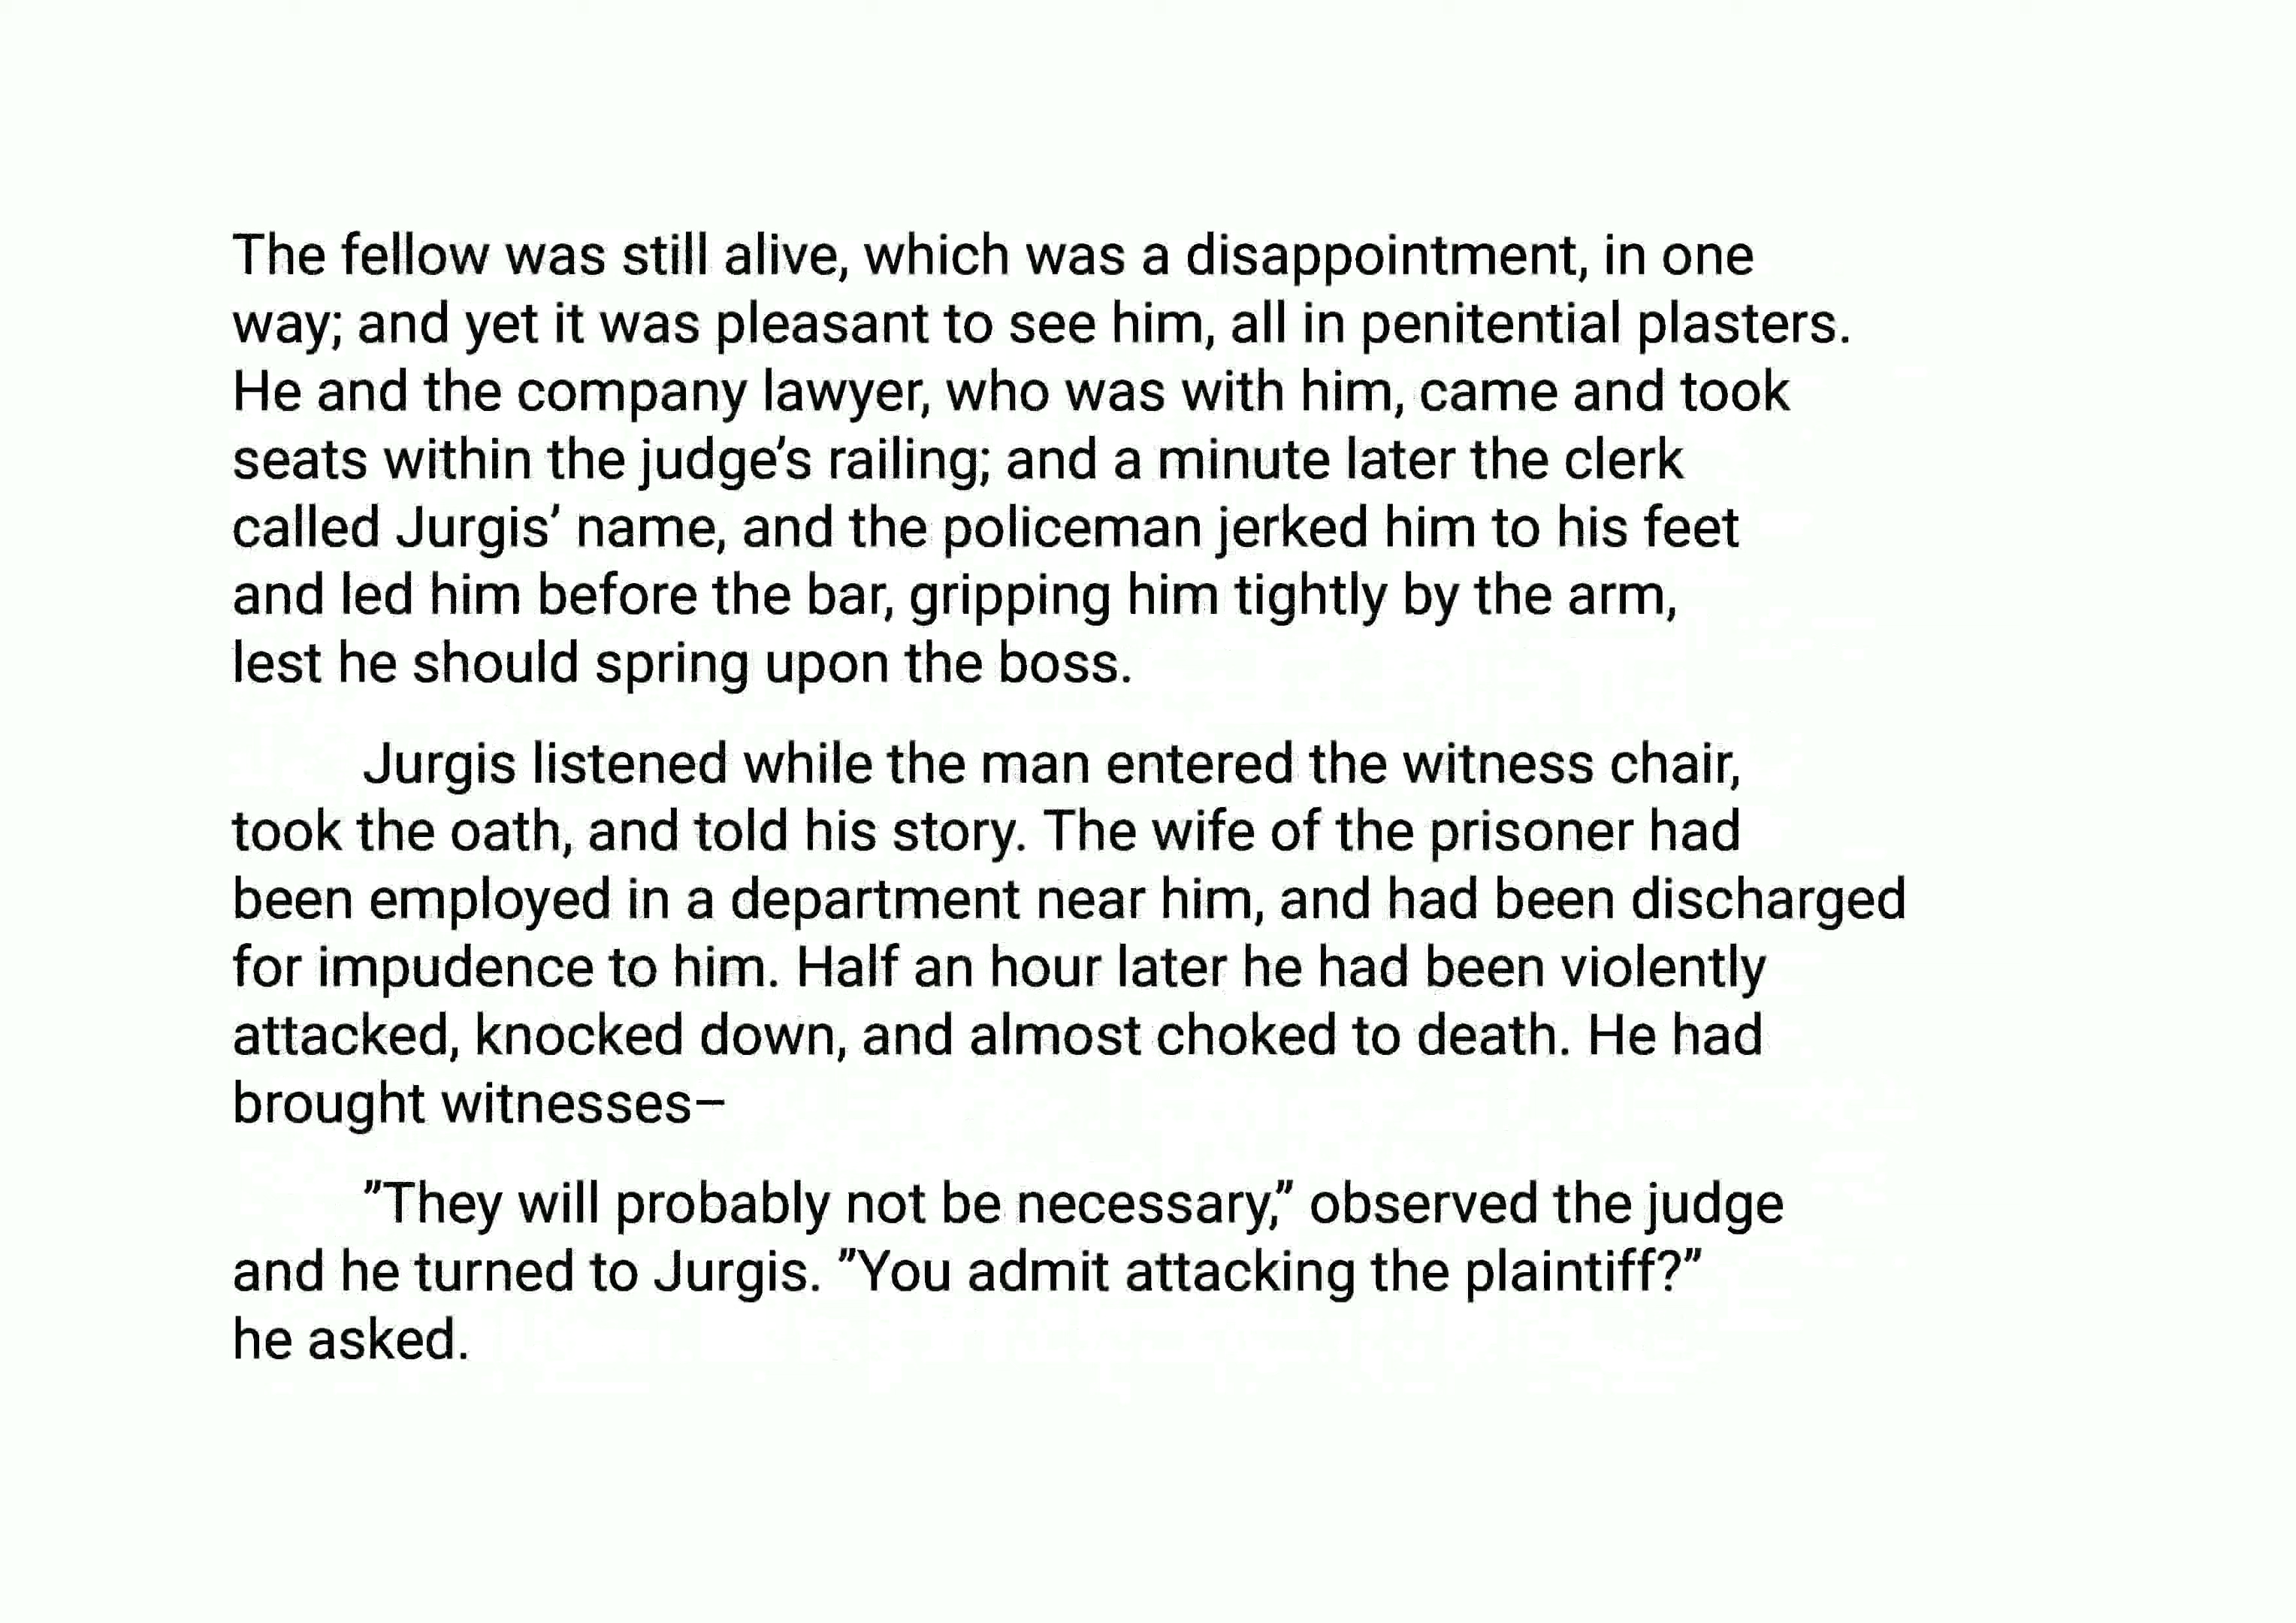 The fellow was still alive, which was a disappointment, in one
way; and yet it was pleasant to see him, all in penitential plasters.
He and the company lawyer, who was with him, came and took
seats within the judge's railing; and a minute later the clerk
called Jurgis' name, and the policeman jerked him to his feet
and led him before the bar, gripping him tightly by the arm,
lest he should spring upon the boss.
Jurgis listened while the man entered the witness chair,
took the oath, and told his story. The wife of the prisoner had
been employed in a department near him, and had been discharged
for impudence to him. Half an hour later he had been violently
attacked, knocked down, and almost choked to death. He had
brought witnesses–
"They will probably not be necessary," observed the judge
and he turned to Jurgis. "You admit attacking the plaintiff?"
he asked.